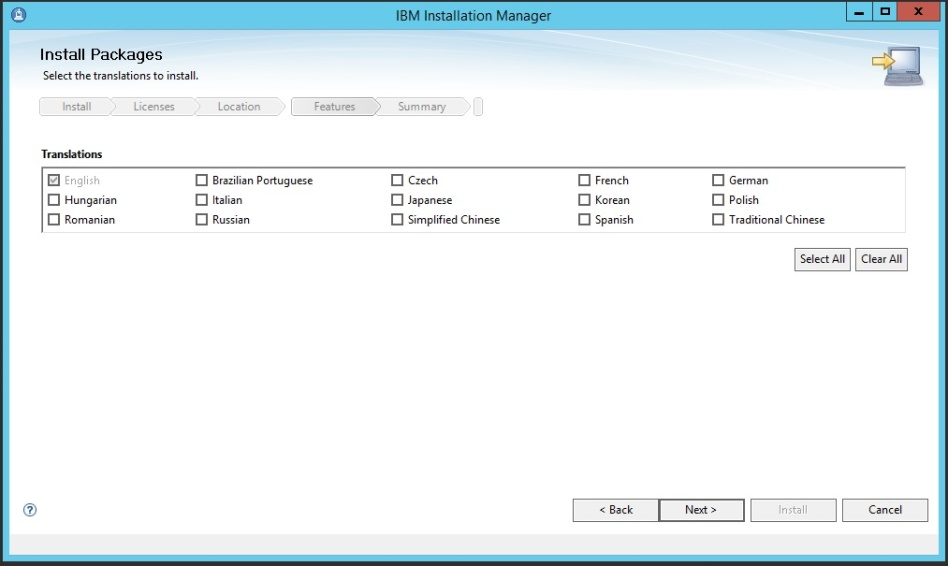 IBM Installation Manager
Install Packages
Select the translations to install.
Install Licenses Location Features Summary
Translations
English Brazilian Portuguese Czech French German
Hungarian Italian Japanese Korean Polish
Romanian Russian Simplified Chinese Spanish Traditional Chinese
Select All Clear All
? < Back Next > Install Cancel